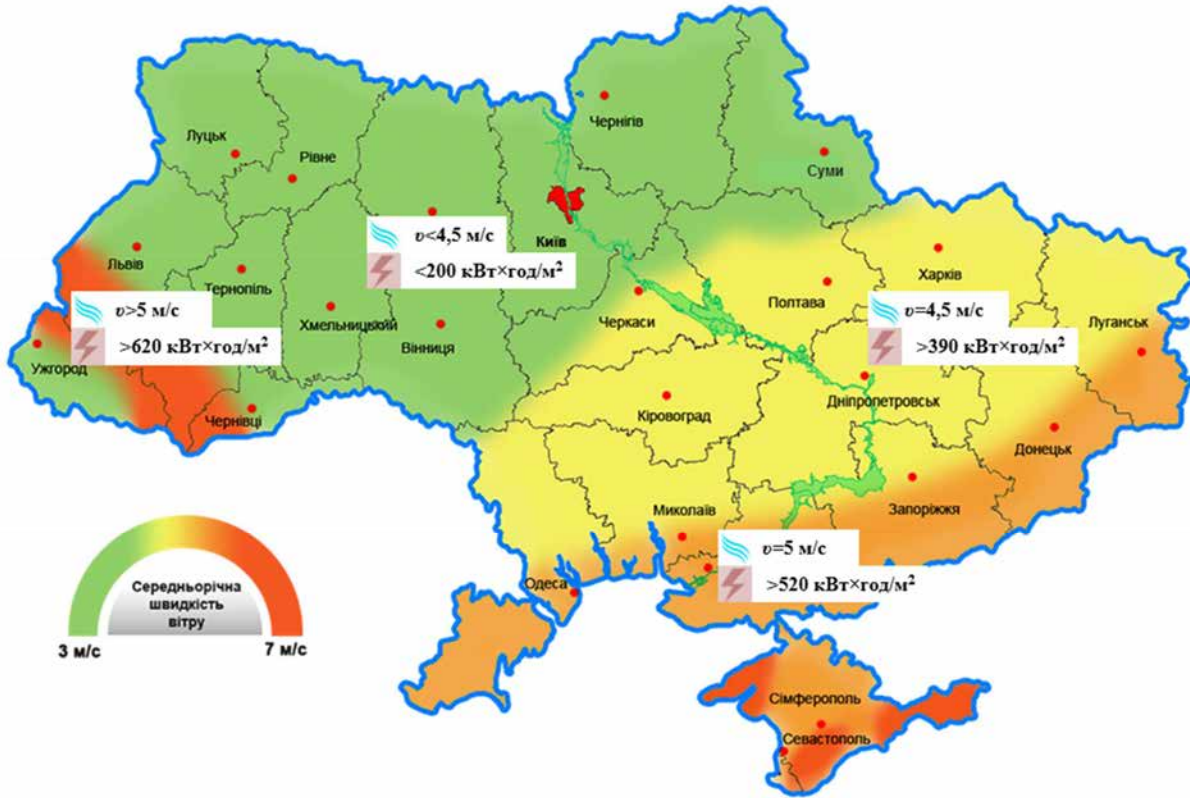 Чернігів
Луцьк
Рівне
Суми
υ<4,5 м/с
<200 кВт×год/м²
Київ
Львів
Тернопіль
Харків
Полтава
υ>5 м/с
>620 кВт×год/м²
Хмельницький
Вінниця
Черкаси
υ=4,5 м/с
>390 кВт×год/м²
Луганськ
Ужгород
Чернівці
Кіровоград
Дніпропетровськ
Донецьк
Миколаїв
Запоріжжя
υ=5 м/с
>520 кВт×год/м²
Одеса
Середньорічна
швидкість
вітру
3 м/с
7 м/с
Сімферополь
Севастополь